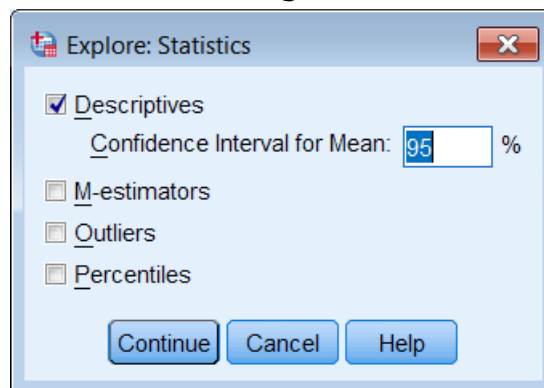 Explore: Statistics
Descriptives
Confidence Interval for Mean: 95 %
M-estimators
Outliers
Percentiles
Continue Cancel Help